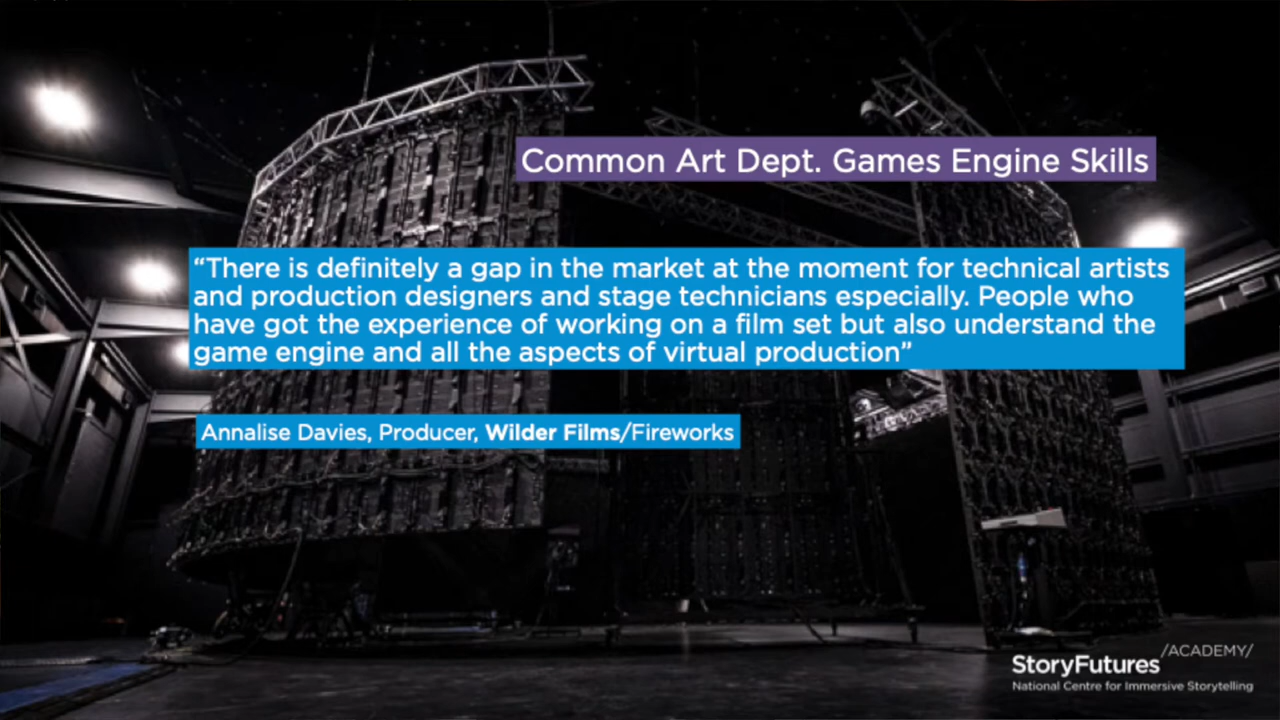 Common Art Dept. Games Engine Skills
“There is definitely a gap in the market at the moment for technical artists
and production designers and stage technicians especially. People who
have got the experience of working on a film set but also understand the
game engine and all the aspects of virtual production”
Annalise Davies, Producer, Wilder Films/Fireworks
/ACADEMY/
StoryFutures
National Centre for Immersive Storytelling